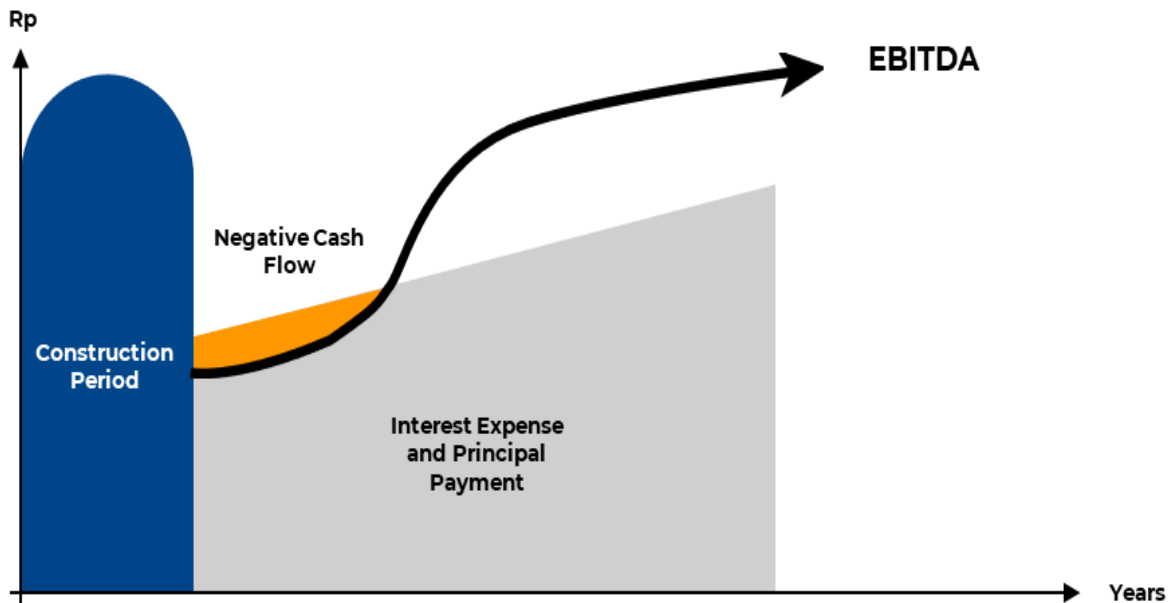 Rp
EBITDA
Negative Cash
Flow
Construction
Period
Interest Expense
and Principal
Payment
Years